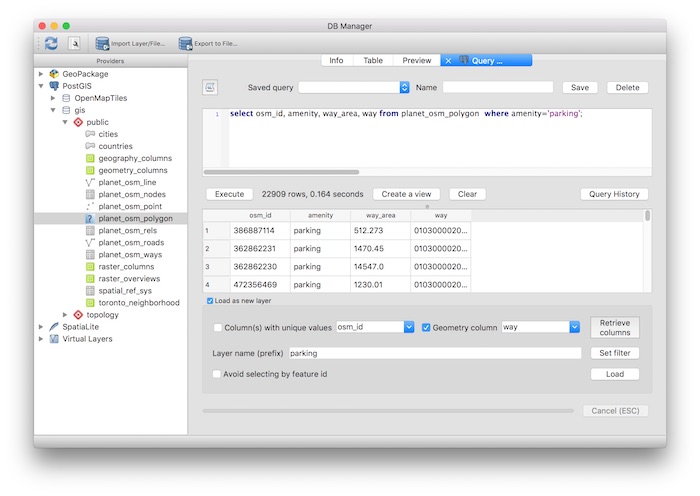 DB Manager
Import Layer/File... Export to File...
Providers
GeoPackage
PostGIS
OpenMapTiles
gis
public
cities
countries
geography_columns
geometry_columns
planet_osm_line
planet_osm_nodes
planet_osm_point
planet_osm_polygon
planet_osm_rels
planet_osm_roads
planet_osm_ways
raster_columns
raster_overviews
spatial_ref_sys
toronto_neighborhood
topology
SpatiaLite
Virtual Layers
Info Table Preview Query ...
Saved query Name Save Delete
1 select osm_id, amenity, way_area, way from planet_osm_polygon where amenity='parking';
Execute 22909 rows, 0.164 seconds Create a view Clear Query History
osm_id amenity way_area way
1 386887114 parking 512.273 0103000020...
2 362862231 parking 1470.45 0103000020...
3 362862230 parking 14547.0 0103000020...
4 472356469 parking 1230.01 0103000020...
Load as new layer
Column(s) with unique values osm_id Geometry column way Retrieve columns
Layer name (prefix) parking Set filter
Avoid selecting by feature id Load
Cancel (ESC)